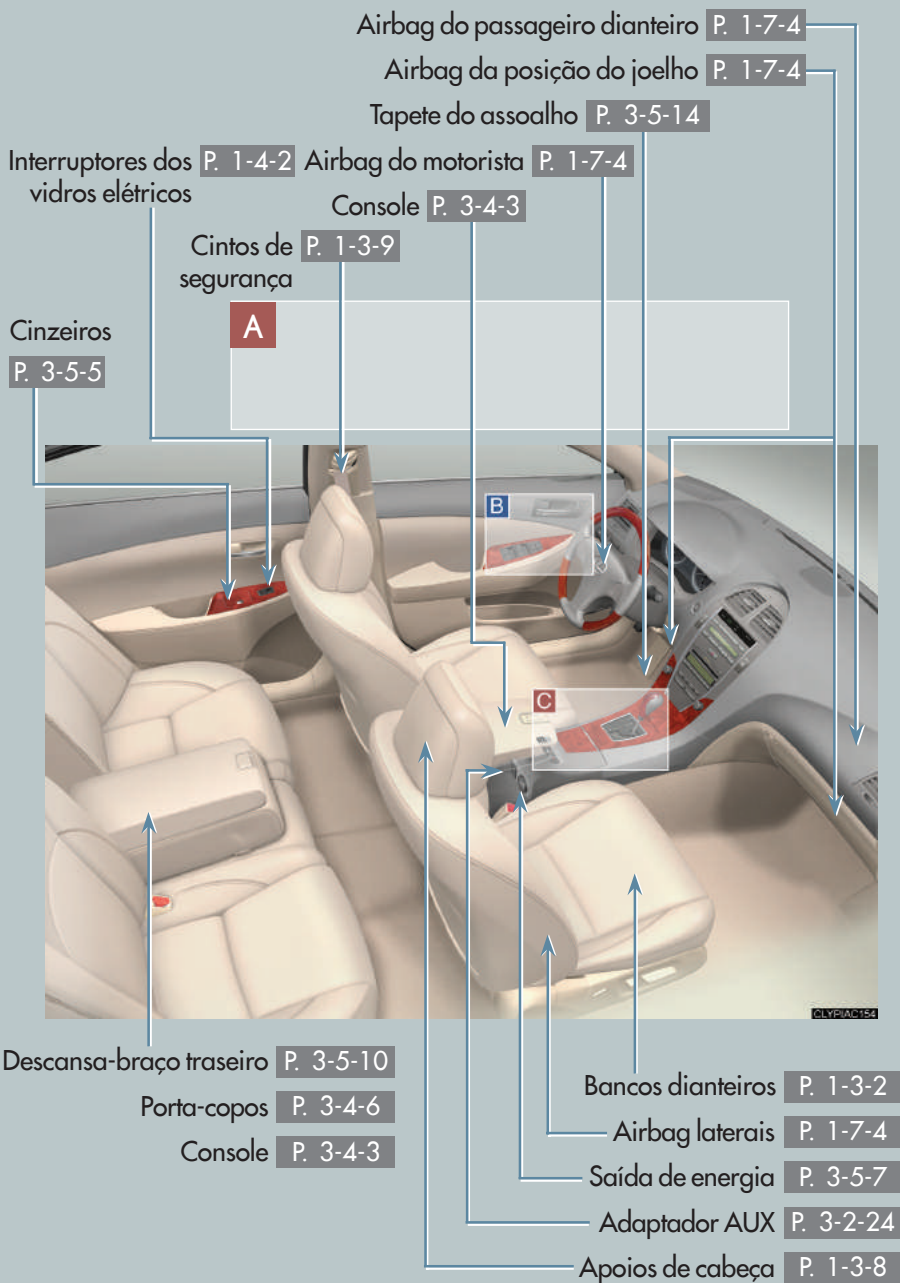 Airbag do passageiro dianteiro P. 1-7-4
Airbag da posição do joelho P. 1-7-4
Tapete do assoalho P. 3-5-14
Interruptores dos P. 1-4-2
vidros elétricos
Airbag do motorista P. 1-7-4
Console P. 3-4-3
Cintos de P. 1-3-9
segurança
A
Cinzeiros
P. 3-5-5
B
C
CLYPIAC154
Descansa-braço traseiro P. 3-5-10
Porta-copos P. 3-4-6
Console P. 3-4-3
Bancos dianteiros P. 1-3-2
Airbag laterais P. 1-7-4
Saída de energia P. 3-5-7
Adaptador AUX P. 3-2-24
Apoios de cabeça P. 1-3-8